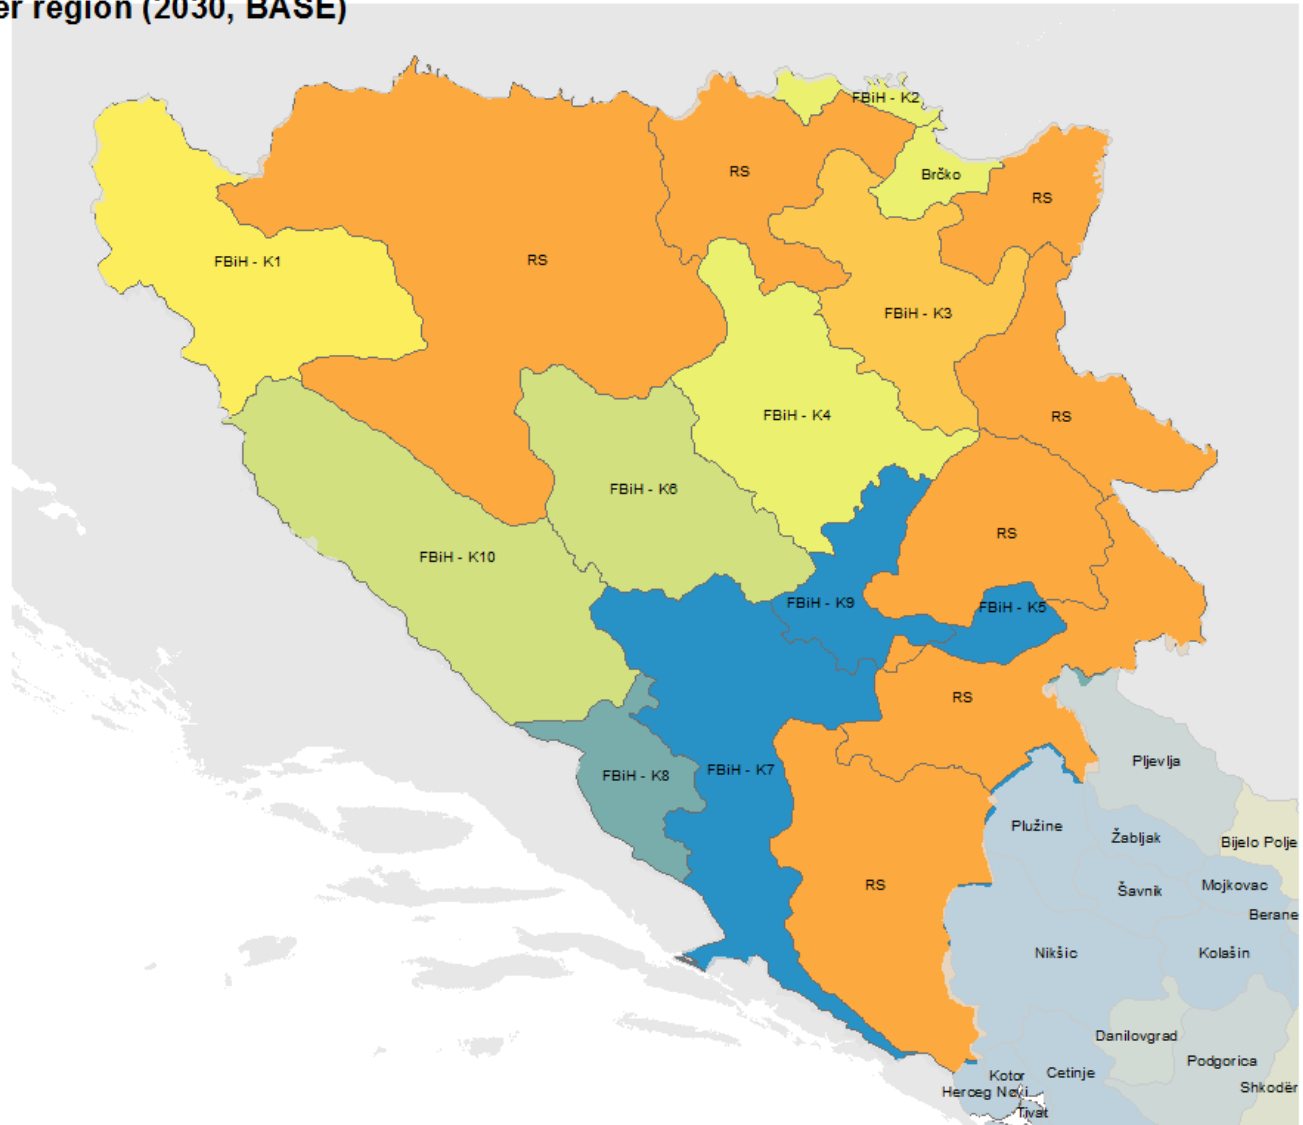 er region (2030, BASE)
FBiH - K2
RS
Brčko
RS
RS
FBiH - K1
FBiH - K3
FBiH - K4
RS
FBiH - K6
RS
FBiH - K10
FBiH - K9
FBiH - K5
RS
Pljevlja
FBiH - K8
FBiH - K7
Plužine
Žabljak
Bijelo Polje
RS
Šavnik
Mojkovac
Berane
Nikšic
Kolašin
Danilovgrad
Podgorica
Kotor
Cetinje
Herceg Novi
Shkodër
Tivat